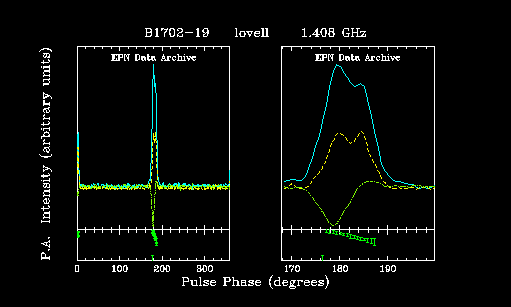 B1702-19 lovell 1.408 GHz
EPN Data Archive EPN Data Archive
P.A. Intensity (arbitrary units)
0 100 200 300 170 180 190
Pulse Phase (degrees)